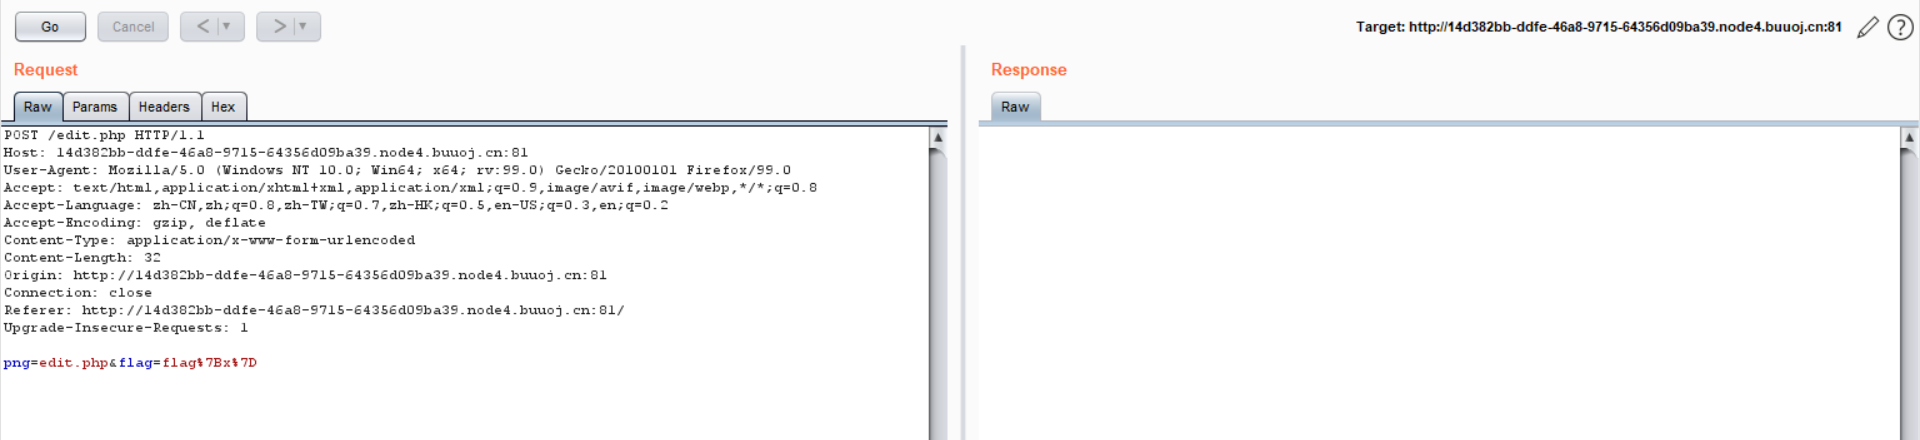 Go Cancel < > Target: http://14d382bb-ddfe-46a8-9715-64356d09ba39.node4.buuoj.cn:81 ?
Request
Raw Params Headers Hex
POST /edit.php HTTP/1.1
Host: 14d382bb-ddfe-46a8-9715-64356d09ba39.node4.buuoj.cn:81
User-Agent: Mozilla/5.0 (Windows NT 10.0; Win64; x64; rv:99.0) Gecko/20100101 Firefox/99.0
Accept: text/html,application/xhtml+xml,application/xml;q=0.9,image/avif,image/webp,*/*;q=0.8
Accept-Language: zh-CN,zh;q=0.8,zh-TW;q=0.7,zh-HK;q=0.5,en-US;q=0.3,en;q=0.2
Accept-Encoding: gzip, deflate
Content-Type: application/x-www-form-urlencoded
Content-Length: 32
Origin: http://14d382bb-ddfe-46a8-9715-64356d09ba39.node4.buuoj.cn:81
Connection: close
Referer: http://14d382bb-ddfe-46a8-9715-64356d09ba39.node4.buuoj.cn:81/
Upgrade-Insecure-Requests: 1
png=edit.php&flag=flag%7Bx%7D
Response
Raw